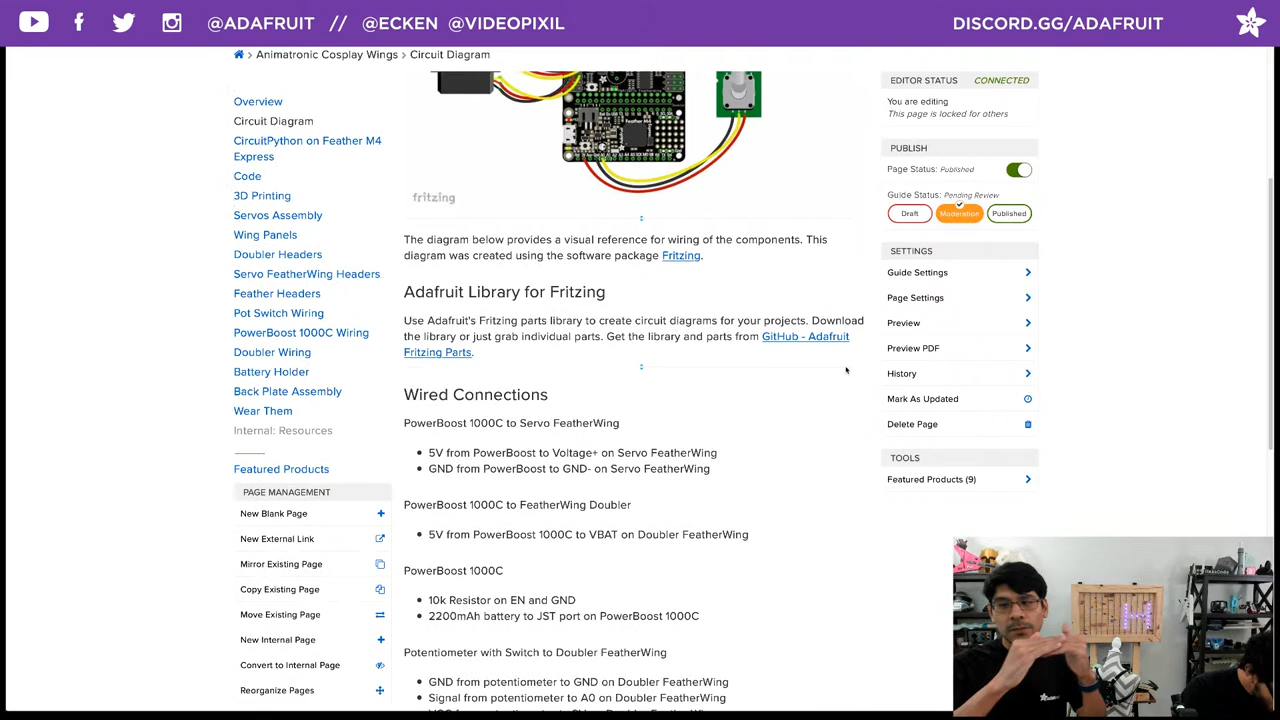 @ADAFRUIT // @ECKEN @VIDEOPIXIL
DISCORD.GG/ADAFRUIT
Animatronic Cosplay Wings > Circuit Diagram
Overview
Circuit Diagram
CircuitPython on Feather M4
Express
Code
3D Printing
Servos Assembly
Wing Panels
Doubler Headers
Servo FeatherWing Headers
Feather Headers
Pot Switch Wiring
PowerBoost 1000C Wiring
Doubler Wiring
Battery Holder
Back Plate Assembly
Wear Them
Internal: Resources
Featured Products
PAGE MANAGEMENT
New Blank Page
New External Link
Mirror Existing Page
Copy Existing Page
Move Existing Page
New Internal Page
Convert to Internal Page
Reorganize Pages
Feather M4
fritzing
The diagram below provides a visual reference for wiring of the components. This
diagram was created using the software package Fritzing.
Adafruit Library for Fritzing
Use Adafruit's Fritzing parts library to create circuit diagrams for your projects. Download
the library or just grab individual parts. Get the library and parts from GitHub - Adafruit
Fritzing Parts.
Wired Connections
PowerBoost 1000C to Servo FeatherWing
• 5V from PowerBoost to Voltage+ on Servo FeatherWing
• GND from PowerBoost to GND- on Servo FeatherWing
PowerBoost 1000C to FeatherWing Doubler
• 5V from PowerBoost 1000C to VBAT on Doubler FeatherWing
PowerBoost 1000C
• 10k Resistor on EN and GND
• 2200mAh battery to JST port on PowerBoost 1000C
Potentiometer with Switch to Doubler FeatherWing
• GND from potentiometer to GND on Doubler FeatherWing
• Signal from potentiometer to A0 on Doubler FeatherWing
EDITOR STATUS CONNECTED
You are editing
This page is locked for others
PUBLISH
Page Status: Published
Guide Status: Pending Review
Draft Moderation Published
SETTINGS
Guide Settings
Page Settings
Preview
Preview PDF
History
Mark As Updated
Delete Page
TOOLS
Featured Products (9)